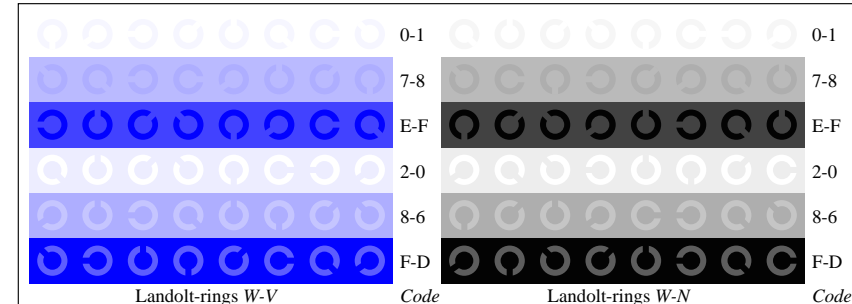 0-1 0-1
7-8 7-8
E-F E-F
2-0 2-0
8-6 8-6
F-D F-D
Landolt-rings W-V Code Landolt-rings W-N Code